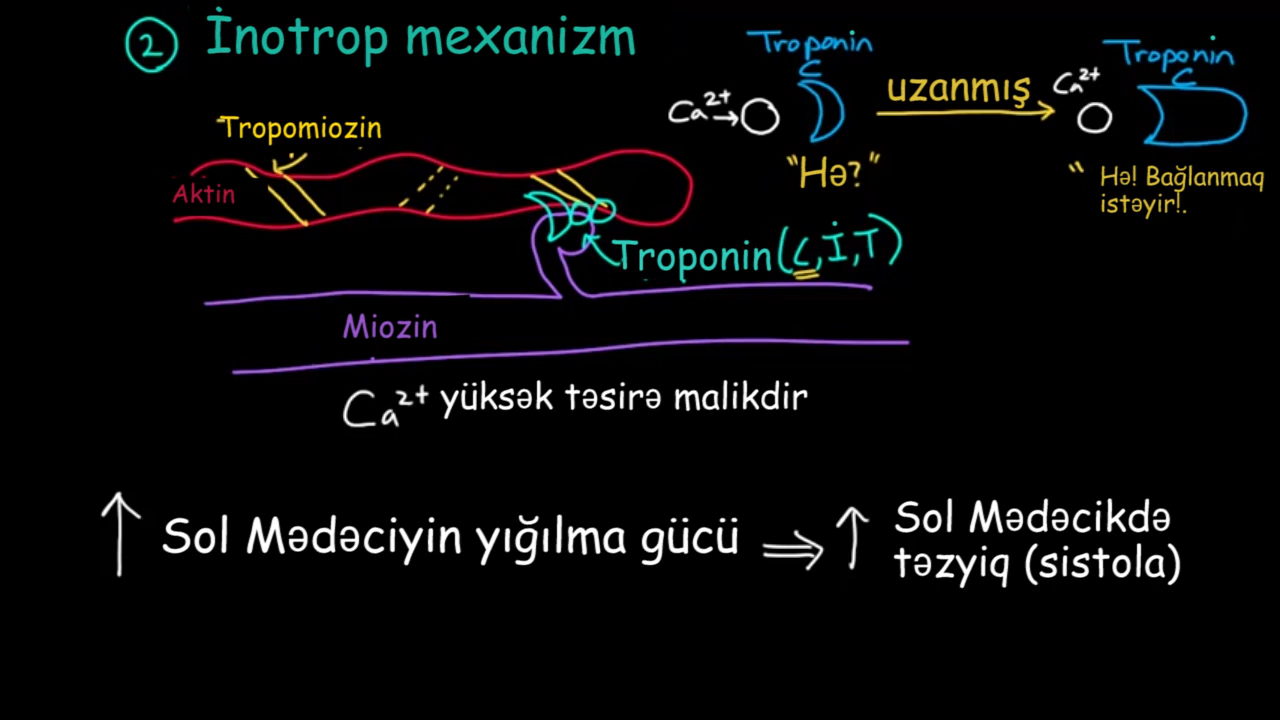 2 İnotrop mexanizm
Troponin
C
Ca²⁺→
"Hə?"
uzanmış
Troponin
C
Ca²⁺
" Hə! Bağlanmaq
istəyir!.
Tropomiozin
Aktin
Troponin (C, İ, T)
Miozin
Ca²⁺ yüksək təsirə malikdir
↑ Sol Mədəciyin yığılma gücü ⇒ ↑ Sol Mədəcikdə
təzyiq (sistola)